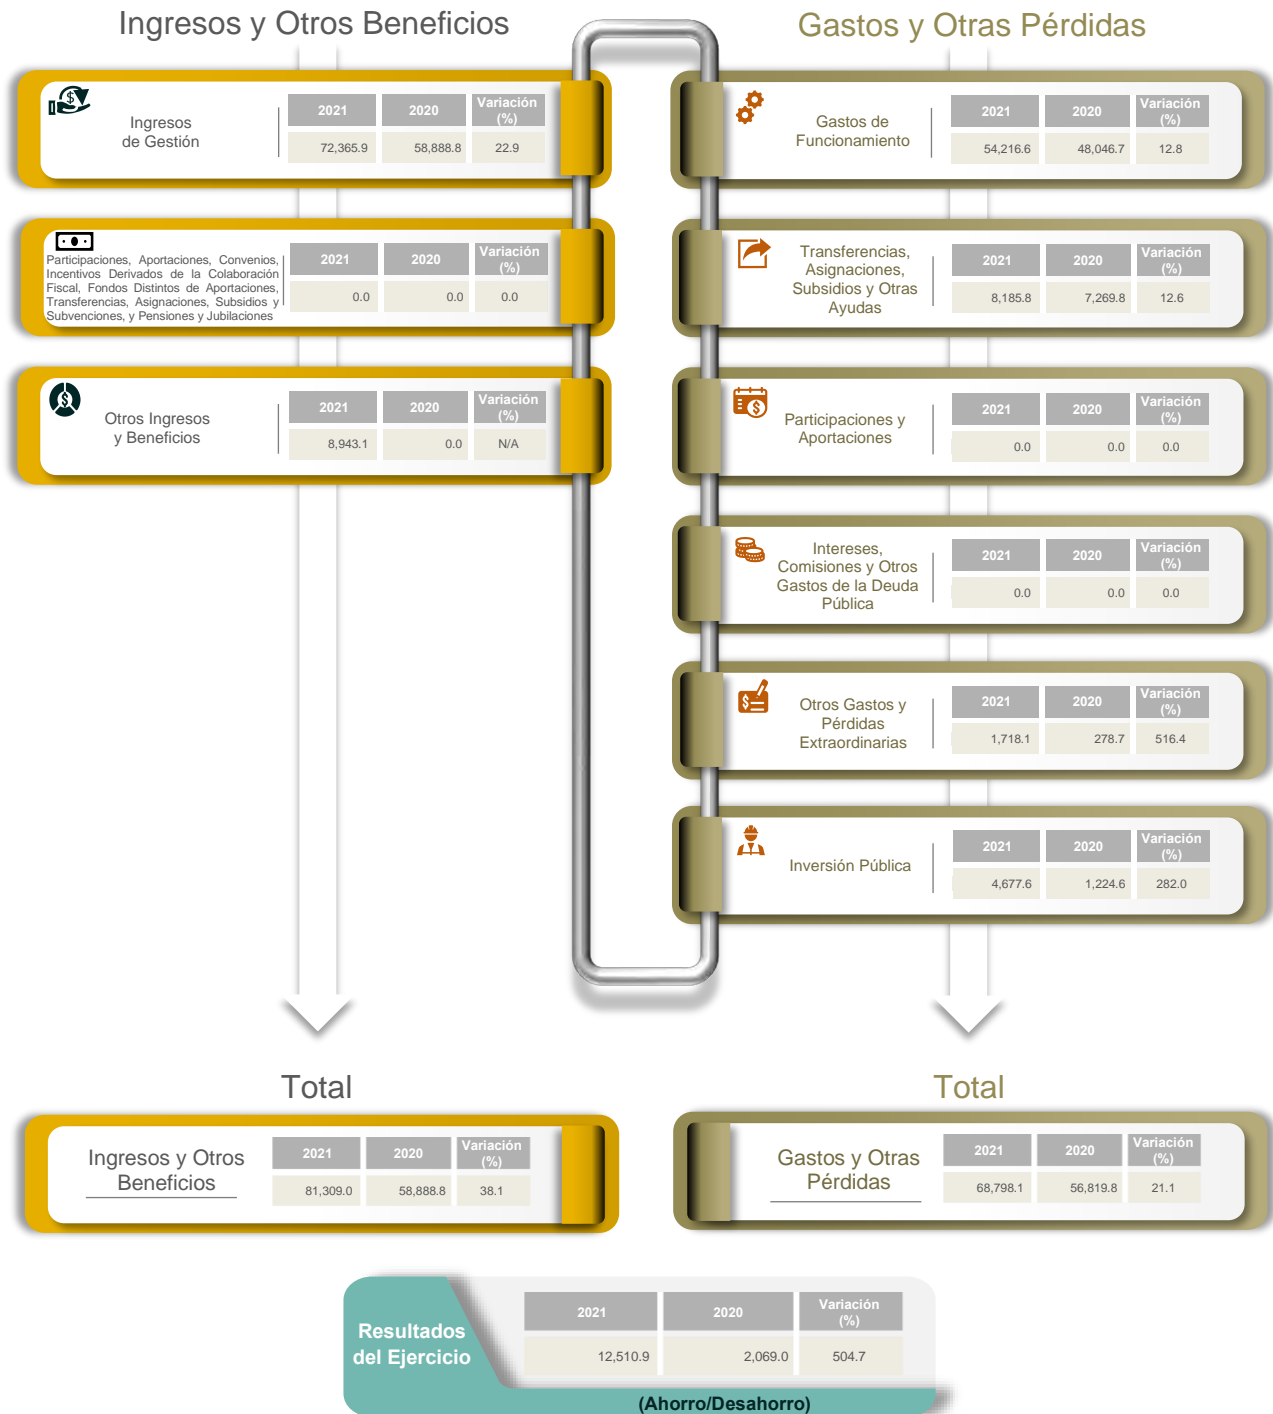 Ingresos y Otros Beneficios
Ingresos
de Gestión
2021 2020 Variación
(%)
72,365.9 58,888.8 22.9
Participaciones, Aportaciones, Convenios,
Incentivos Derivados de la Colaboración
Fiscal, Fondos Distintos de Aportaciones,
Transferencias, Asignaciones, Subsidios y
Subvenciones, y Pensiones y Jubilaciones
2021 2020 Variación
(%)
0.0 0.0 0.0
Otros Ingresos
y Beneficios
2021 2020 Variación
(%)
8,943.1 0.0 N/A
Gastos y Otras Pérdidas
Gastos de
Funcionamiento
2021 2020 Variación
(%)
54,216.6 48,046.7 12.8
Transferencias,
Asignaciones,
Subsidios y Otras
Ayudas
2021 2020 Variación
(%)
8,185.8 7,269.8 12.6
Participaciones y
Aportaciones
2021 2020 Variación
(%)
0.0 0.0 0.0
Intereses,
Comisiones y Otros
Gastos de la Deuda
Pública
2021 2020 Variación
(%)
0.0 0.0 0.0
Otros Gastos y
Pérdidas
Extraordinarias
2021 2020 Variación
(%)
1,718.1 278.7 516.4
Inversión Pública
2021 2020 Variación
(%)
4,677.6 1,224.6 282.0
Total
Ingresos y Otros
Beneficios
2021 2020 Variación
(%)
81,309.0 58,888.8 38.1
Total
Gastos y Otras
Pérdidas
2021 2020 Variación
(%)
68,798.1 56,819.8 21.1
Resultados
del Ejercicio
2021 2020 Variación
(%)
12,510.9 2,069.0 504.7
(Ahorro/Desahorro)